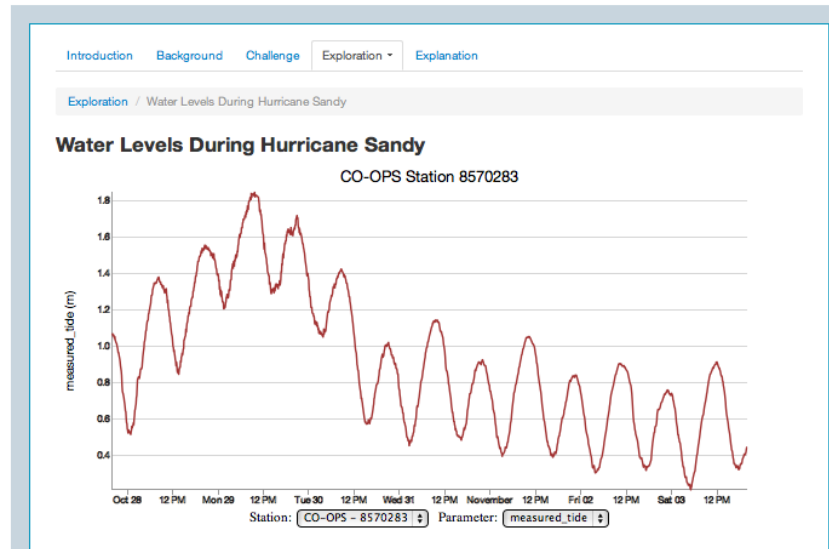 Introduction Background Challenge Exploration Explanation
Exploration / Water Levels During Hurricane Sandy
Water Levels During Hurricane Sandy
CO-OPS Station 8570283
measured_tide (m)
1.8
1.6
1.4
1.2
1.0
0.8
0.6
0.4
Oct 28 12 PM Mon 29 12 PM Tue 30 12 PM Wed 31 12 PM November 12 PM Fri 02 12 PM Sat 03 12 PM
Station: CO-OPS - 8570283 Parameter: measured_tide